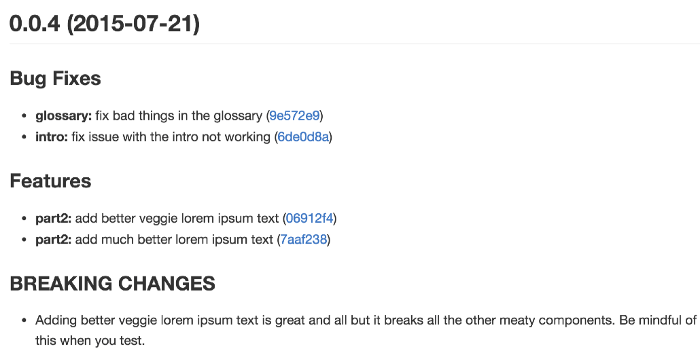 0.0.4 (2015-07-21)
Bug Fixes
• glossary: fix bad things in the glossary (9e572e9)
• intro: fix issue with the intro not working (6de0d8a)
Features
• part2: add better veggie lorem ipsum text (06912f4)
• part2: add much better lorem ipsum text (7aaf238)
BREAKING CHANGES
• Adding better veggie lorem ipsum text is great and all but it breaks all the other meaty components. Be mindful of
this when you test.